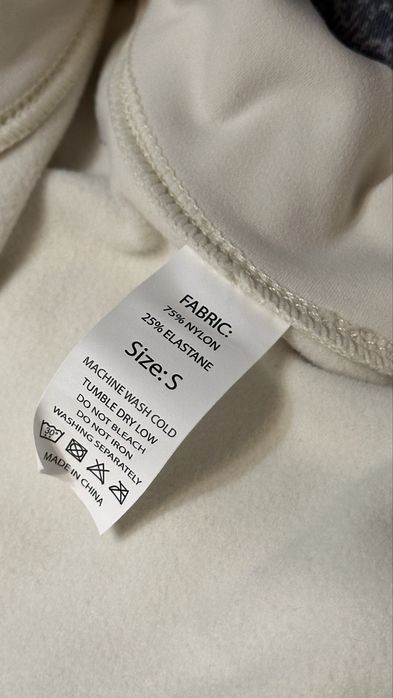 FABRIC:
75% NYLON
25% ELASTANE
Size: S
MACHINE WASH COLD
TUMBLE DRY LOW
DO NOT BLEACH
DO NOT IRON
WASHING SEPARATELY
30°
MADE IN CHINA